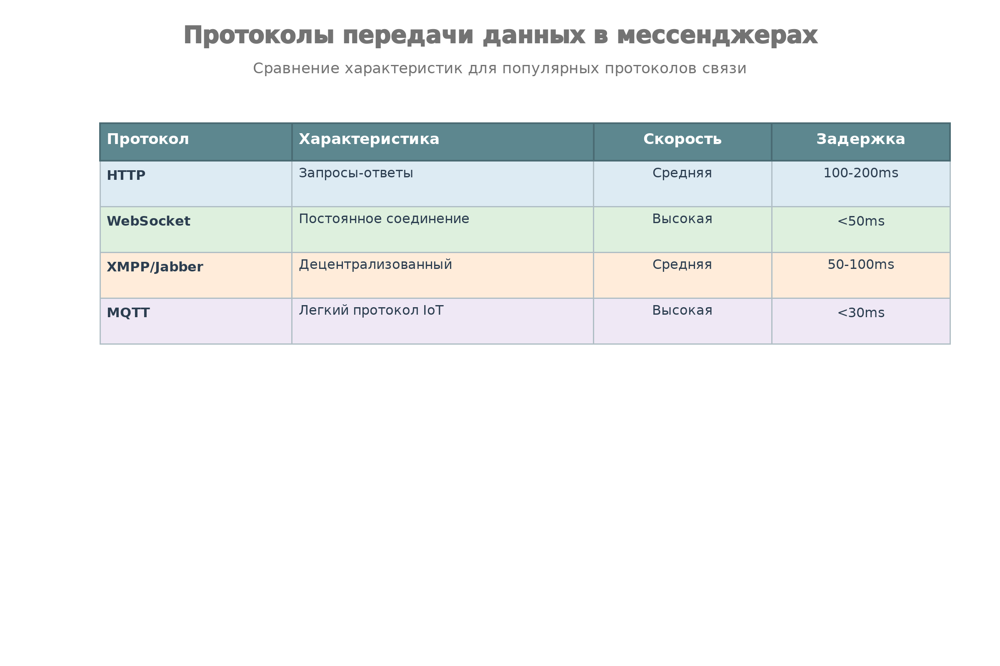 Протоколы передачи данных в мессенджерах
Сравнение характеристик для популярных протоколов связи
Протокол Характеристика Скорость Задержка
HTTP Запросы-ответы Средняя 100-200ms
WebSocket Постоянное соединение Высокая <50ms
XMPP/Jabber Децентрализованный Средняя 50-100ms
MQTT Легкий протокол IoT Высокая <30ms